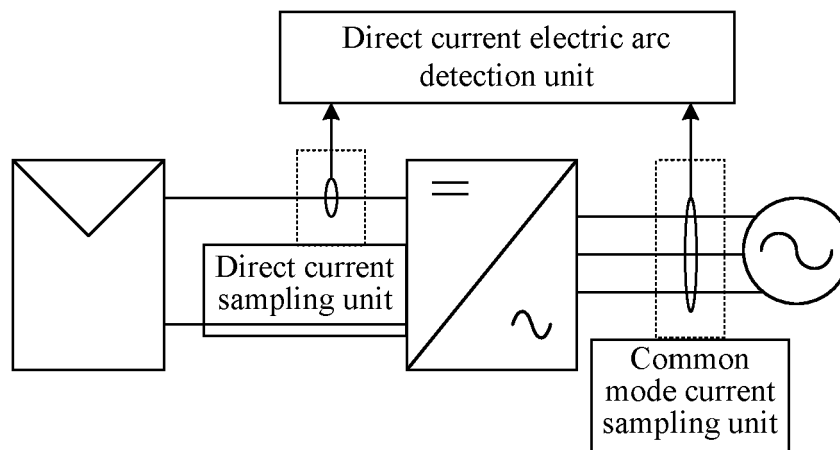 Direct current electric arc
detection unit
Direct current
sampling unit
Common
mode current
sampling unit